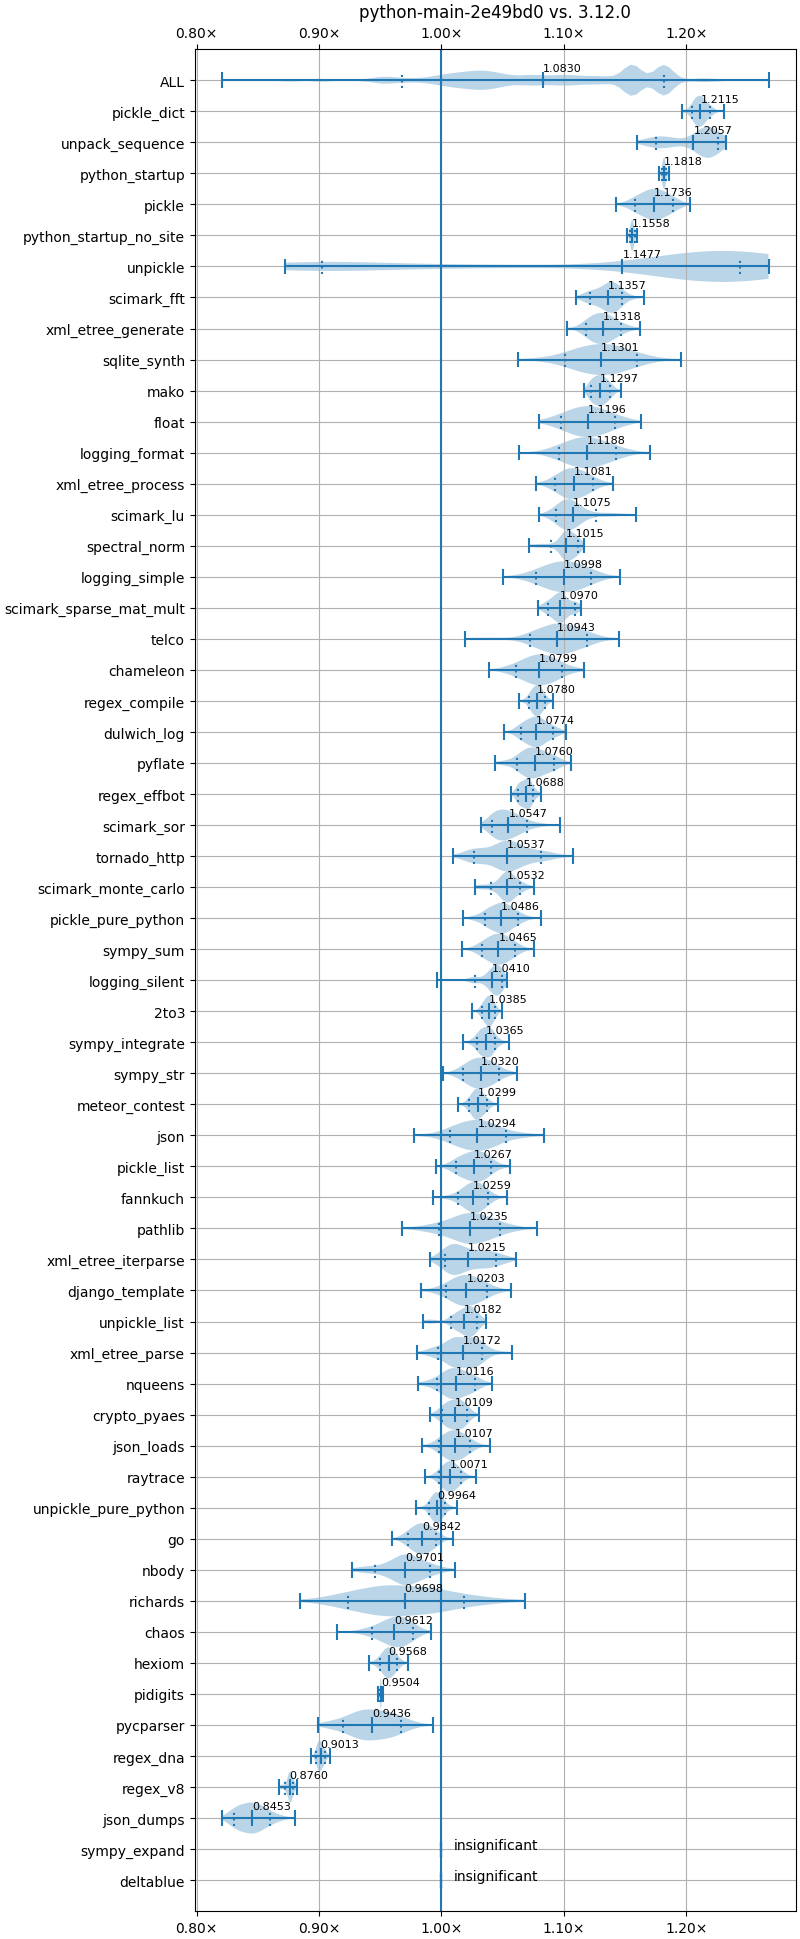 python-main-2e49bd0 vs. 3.12.0
0.80× 0.90× 1.00× 1.10× 1.20×
ALL 1.0830
pickle_dict 1.2115
unpack_sequence 1.2057
python_startup 1.1818
pickle 1.1736
python_startup_no_site 1.1558
unpickle 1.1477
scimark_fft 1.1357
xml_etree_generate 1.1318
sqlite_synth 1.1301
mako 1.1297
float 1.1196
logging_format 1.1188
xml_etree_process 1.1081
scimark_lu 1.1075
spectral_norm 1.1015
logging_simple 1.0998
scimark_sparse_mat_mult 1.0970
telco 1.0943
chameleon 1.0799
regex_compile 1.0780
dulwich_log 1.0774
pyflate 1.0760
regex_effbot 1.0688
scimark_sor 1.0547
tornado_http 1.0537
scimark_monte_carlo 1.0532
pickle_pure_python 1.0486
sympy_sum 1.0465
logging_silent 1.0410
2to3 1.0385
sympy_integrate 1.0365
sympy_str 1.0320
meteor_contest 1.0299
json 1.0294
pickle_list 1.0267
fannkuch 1.0259
pathlib 1.0235
xml_etree_iterparse 1.0215
django_template 1.0203
unpickle_list 1.0182
xml_etree_parse 1.0172
nqueens 1.0116
crypto_pyaes 1.0109
json_loads 1.0107
raytrace 1.0071
unpickle_pure_python 0.9964
go 0.9842
nbody 0.9701
richards 0.9698
chaos 0.9612
hexiom 0.9568
pidigits 0.9504
pycparser 0.9436
regex_dna 0.9013
regex_v8 0.8760
json_dumps 0.8453
sympy_expand insignificant
deltablue insignificant
0.80× 0.90× 1.00× 1.10× 1.20×